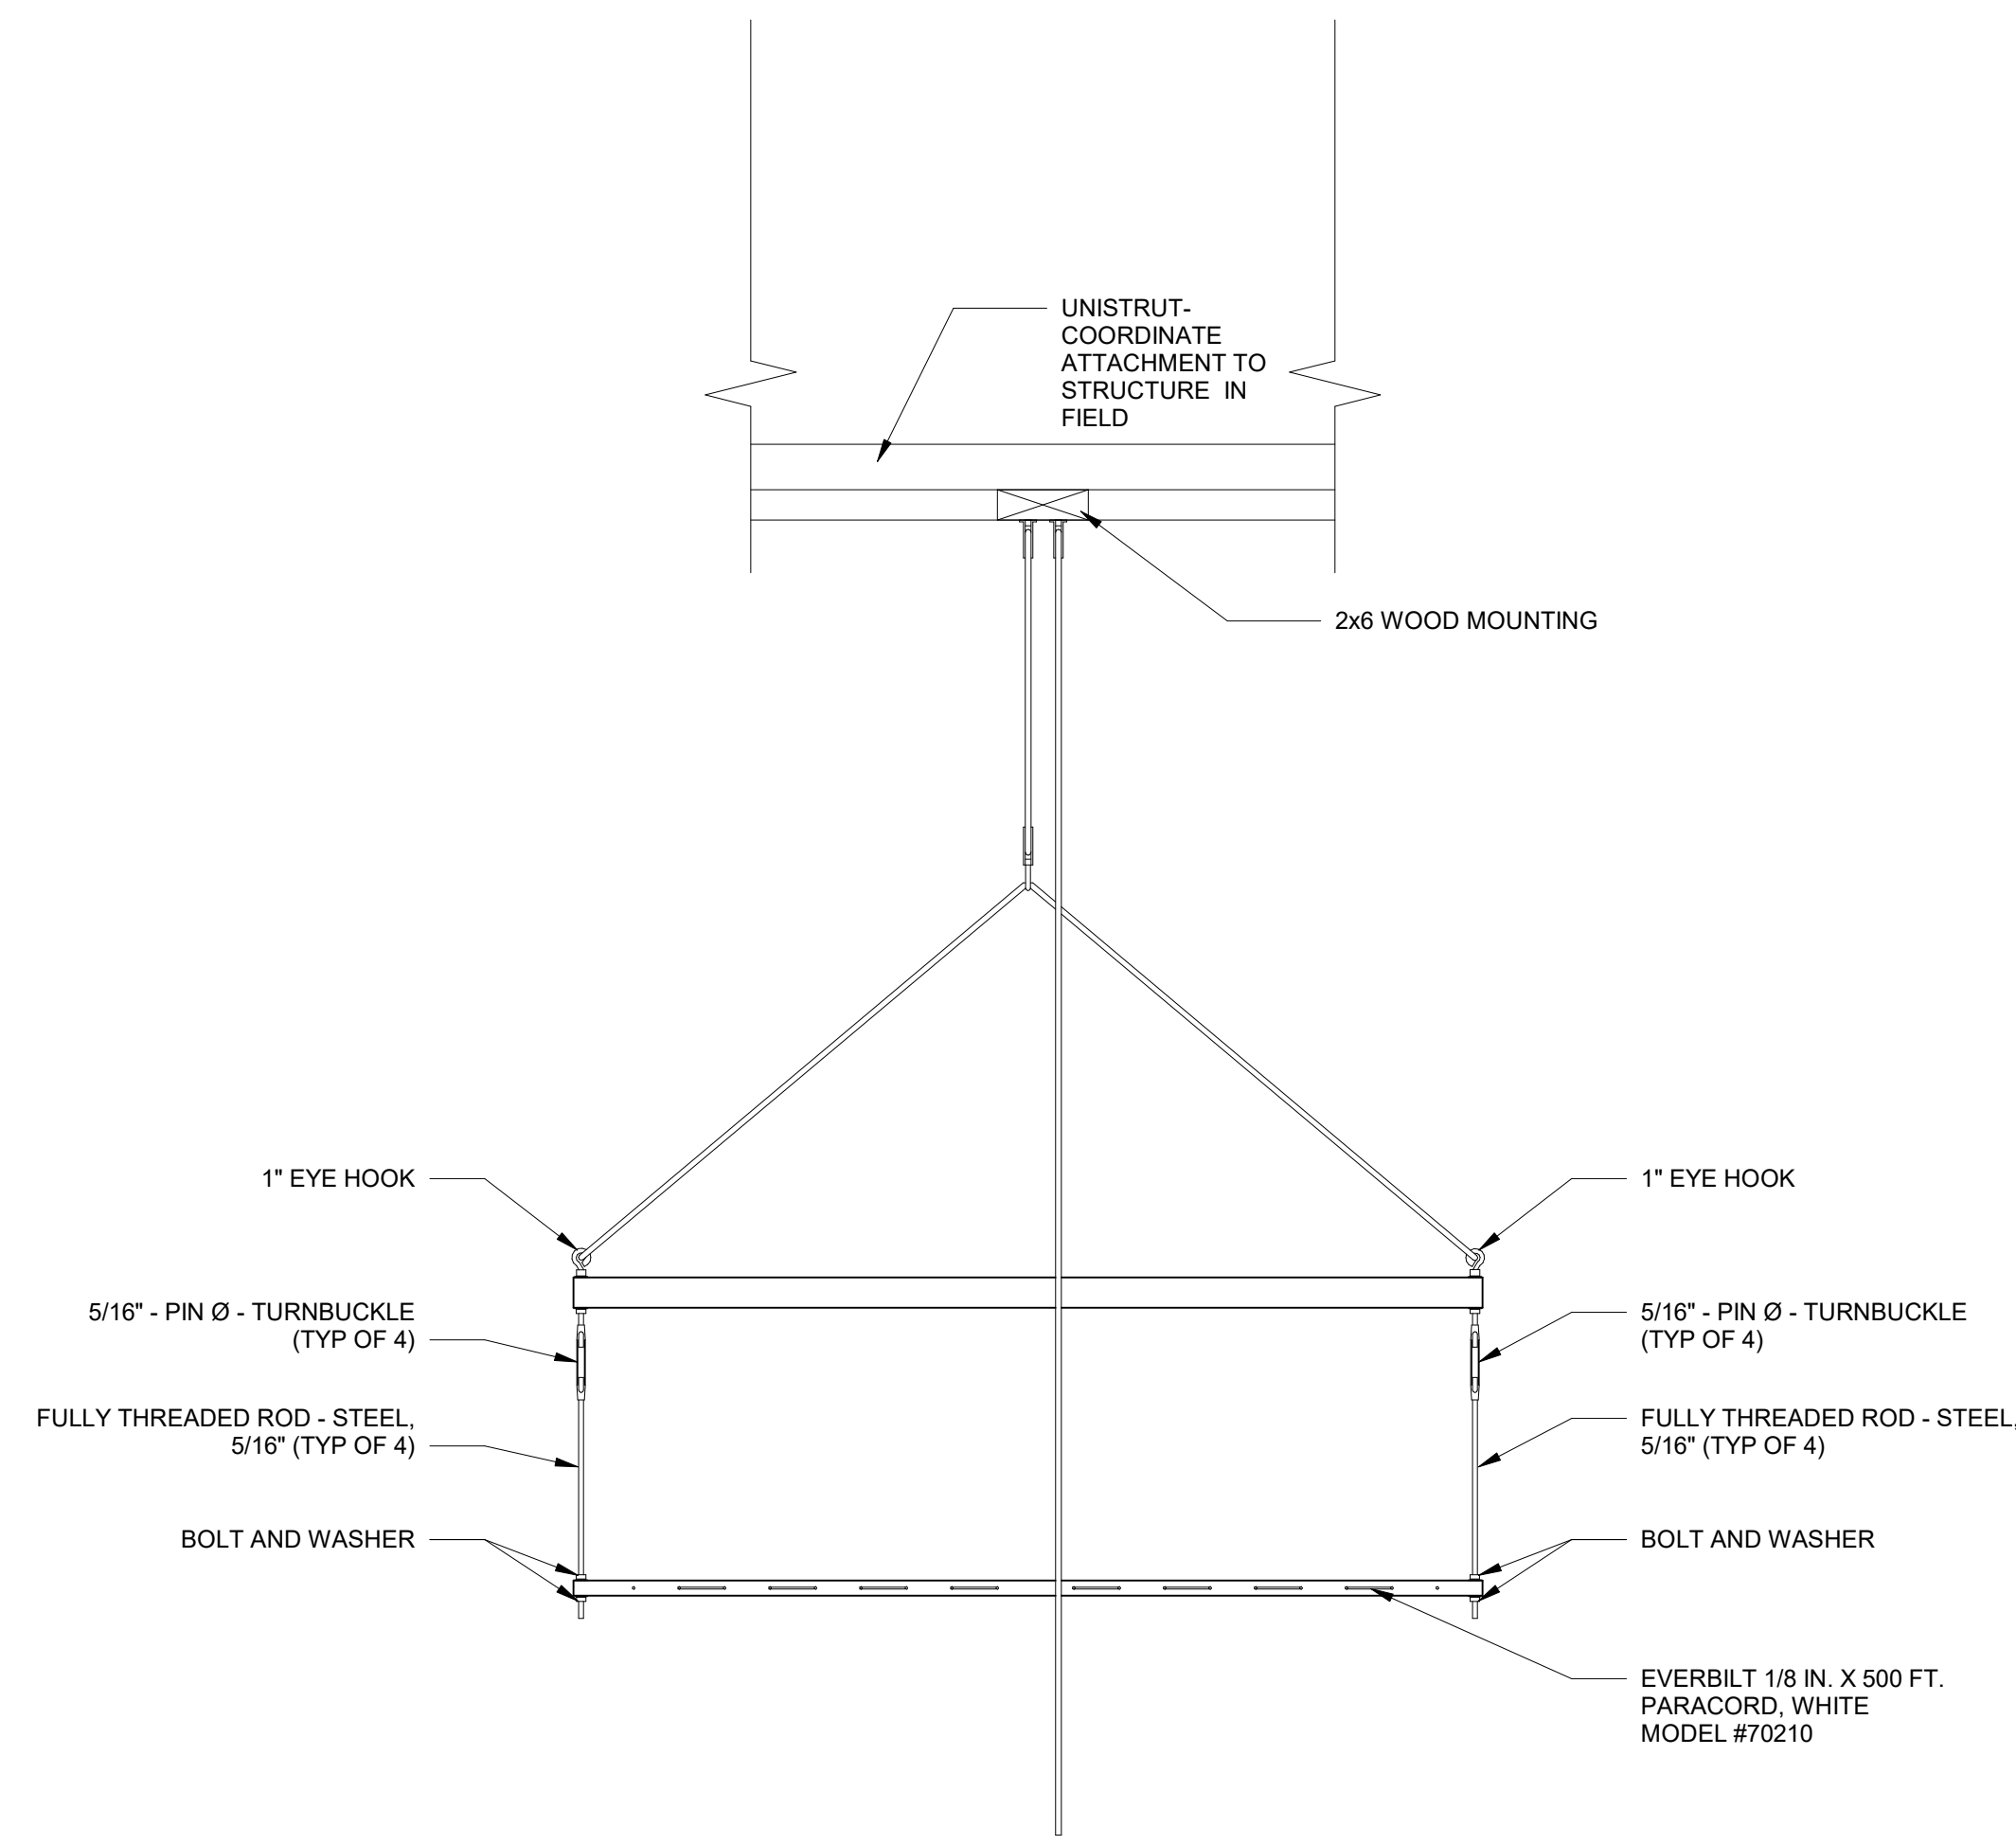 UNISTRUT-
COORDINATE
ATTACHMENT TO
STRUCTURE IN
FIELD
2x6 WOOD MOUNTING
1" EYE HOOK
1" EYE HOOK
5/16" - PIN Ø - TURNBUCKLE
(TYP OF 4)
5/16" - PIN Ø - TURNBUCKLE
(TYP OF 4)
FULLY THREADED ROD - STEEL,
5/16" (TYP OF 4)
FULLY THREADED ROD - STEEL,
5/16" (TYP OF 4)
BOLT AND WASHER
BOLT AND WASHER
EVERBILT 1/8 IN. X 500 FT.
PARACORD, WHITE
MODEL #70210